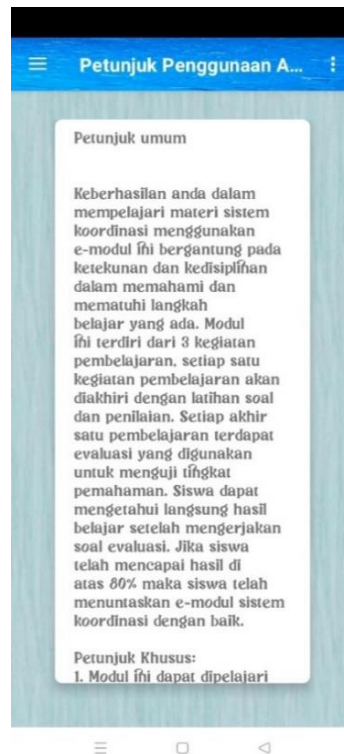 Petunjuk Penggunaan A...
Petunjuk umum
Keberhasilan anda dalam
mempelajari materi sistem
koordinasi menggunakan
e-modul ini bergantung pada
ketekunan dan kedisiplinan
dalam memahami dan
mematuhi langkah
belajar yang ada. Modul
ini terdiri dari 3 kegiatan
pembelajaran, setiap satu
kegiatan pembelajaran akan
diakhiri dengan latihan soal
dan penilaian. Setiap akhir
satu pembelajaran terdapat
evaluasi yang digunakan
untuk menguji tingkat
pemahaman. Siswa dapat
mengetahui langsung hasil
belajar setelah mengerjakan
soal evaluasi. Jika siswa
telah mencapai hasil di
atas 80% maka siswa telah
menuntaskan e-modul sistem
koordinasi dengan baik.
Petunjuk Khusus:
1. Modul ini dapat dipelajari